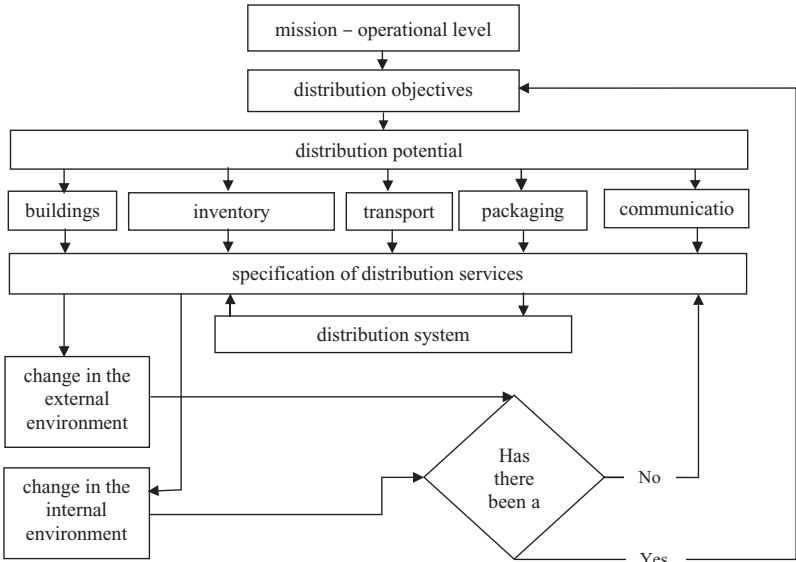 mission – operational level
distribution objectives
distribution potential
buildings
inventory
transport
packaging
communicatio
specification of distribution services
distribution system
change in the
external
environment
Has
there
been a
No
change in the
internal
environment
Yes